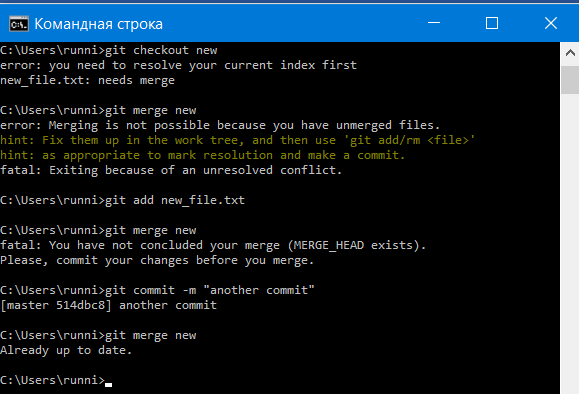 Командная строка
C:\Users\runni>git checkout new
error: you need to resolve your current index first
new_file.txt: needs merge
C:\Users\runni>git merge new
error: Merging is not possible because you have unmerged files.
hint: Fix them up in the work tree, and then use 'git add/rm <file>'
hint: as appropriate to mark resolution and make a commit.
fatal: Exiting because of an unresolved conflict.
C:\Users\runni>git add new_file.txt
C:\Users\runni>git merge new
fatal: You have not concluded your merge (MERGE_HEAD exists).
Please, commit your changes before you merge.
C:\Users\runni>git commit -m "another commit"
[master 514dbc8] another commit
C:\Users\runni>git merge new
Already up to date.
C:\Users\runni>